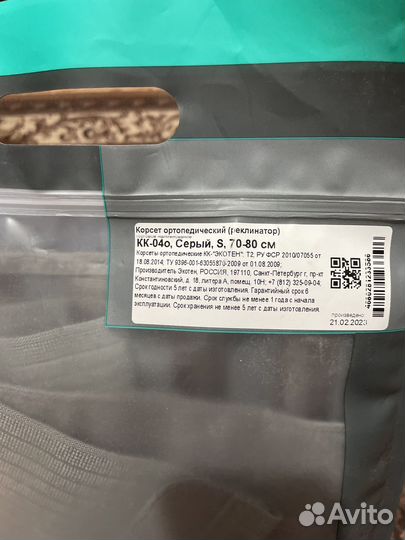 Корсет ортопедический (реклинатор)
КК-04о, Серый, S, 70-80 см
Корсеты ортопедические КК-"ЭКОТЕН", Т2, РУ ФСР 2010/07055 от
18.08.2014, ТУ 9396-001-63055870-2009 от 01.08.2009;
Производитель Экотен, РОССИЯ, 197110, Санкт-Петербург г, пр-кт
Константиновский, д. 18, литера А, помещ. 10Н; +7 (812) 325-09-04;
Срок годности 5 лет с даты изготовления. Гарантийный срок 6
месяцев с даты продажи. Срок службы не менее 1 года с начала
эксплуатации. Срок хранения не менее 5 лет с даты изготовления.
произведено:
21.02.2023
Avito